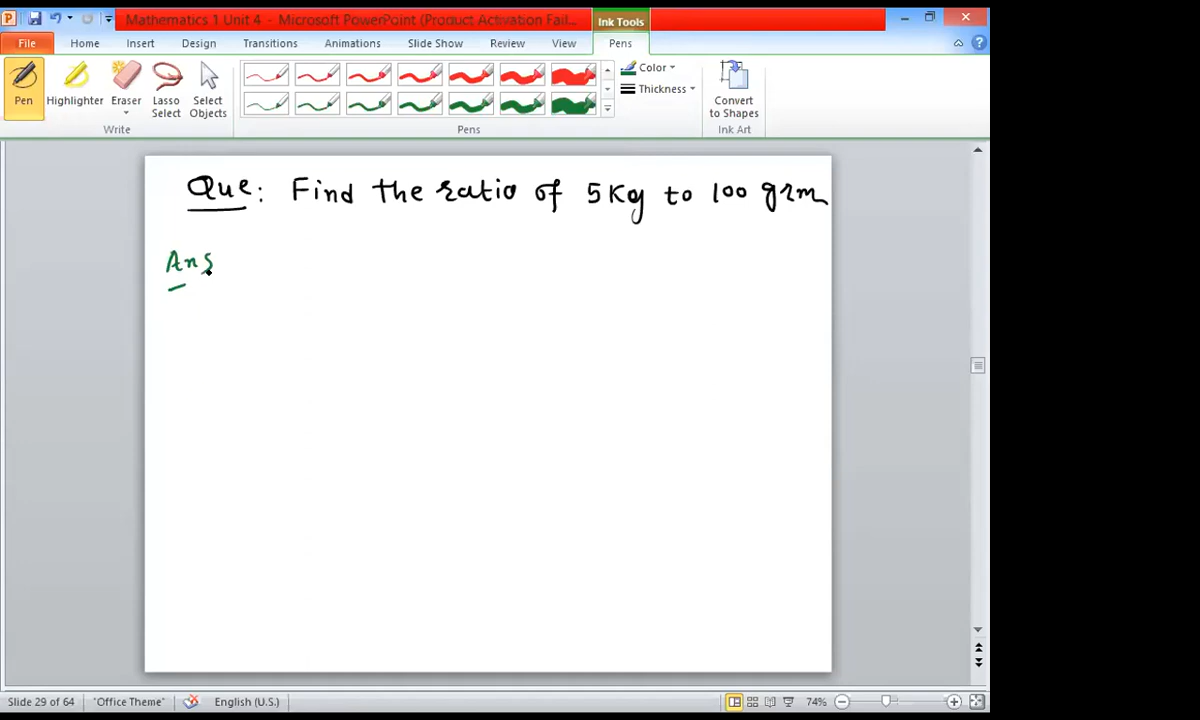 Mathematics 1 Unit 4 - Microsoft PowerPoint (Product Activation Fail...
Ink Tools
File Home Insert Design Transitions Animations Slide Show Review View Pens
Pen Highlighter Eraser Lasso Select Select Objects
Color
Thickness
Convert to Shapes
Write Pens Ink Art
Que: Find the ratio of 5Kg to 100 grm
Ans
Slide 29 of 64 "Office Theme" English (U.S.) 74%